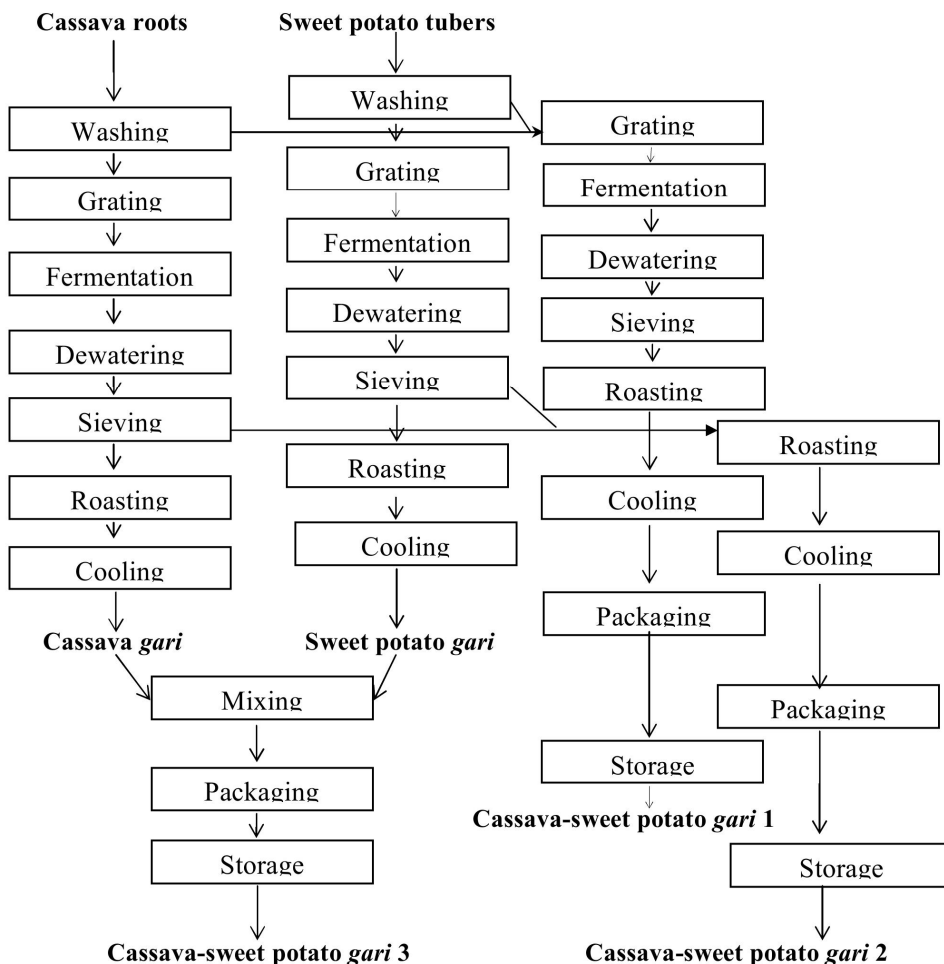 Cassava roots
Washing
Grating
Fermentation
Dewatering
Sieving
Roasting
Cooling
Cassava gari
Sweet potato tubers
Washing
Grating
Fermentation
Dewatering
Sieving
Roasting
Cooling
Sweet potato gari
Mixing
Packaging
Storage
Cassava-sweet potato gari 3
Grating
Fermentation
Dewatering
Sieving
Roasting
Cooling
Packaging
Storage
Cassava-sweet potato gari 1
Roasting
Cooling
Packaging
Storage
Cassava-sweet potato gari 2